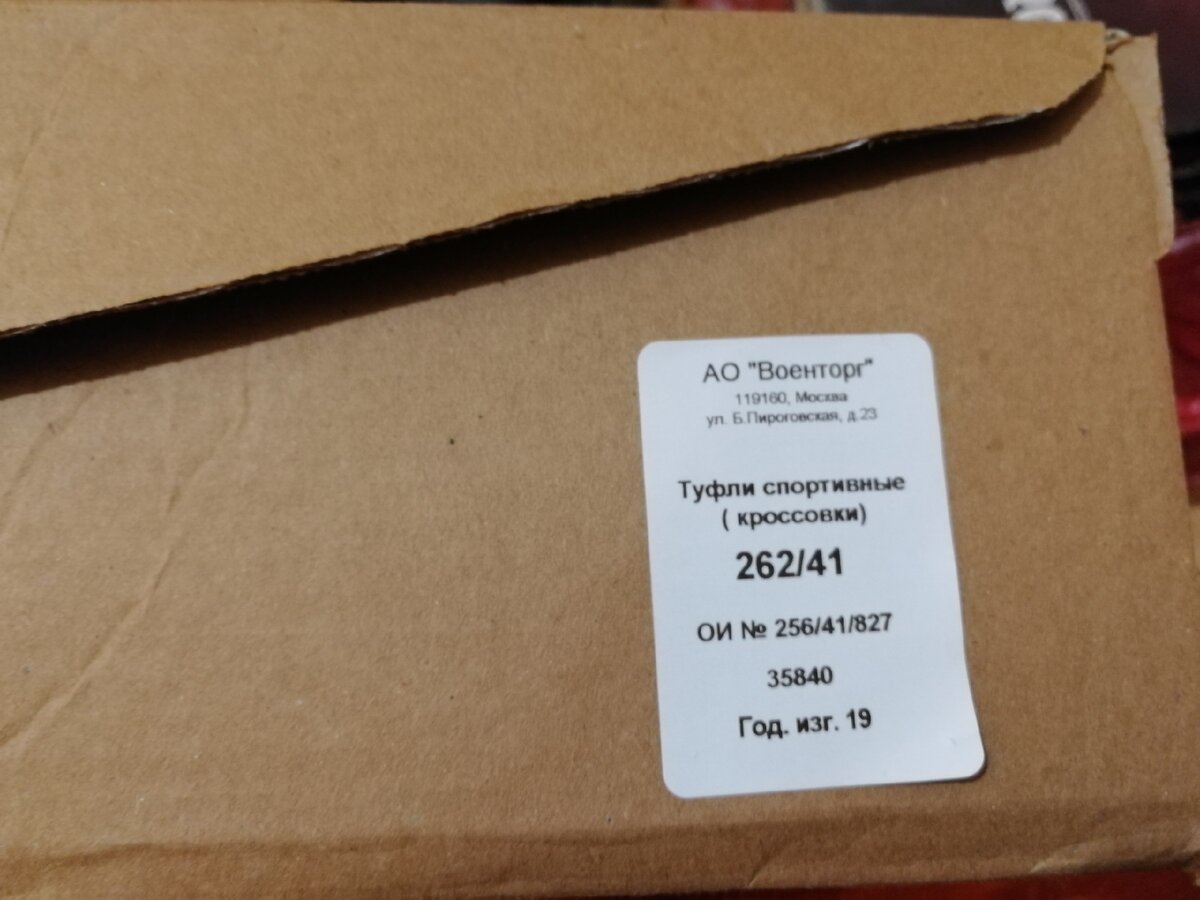 АО "Военторг"
119160, Москва
ул. Б.Пироговская, д.23
Туфли спортивные
( кроссовки)
262/41
ОИ № 256/41/827
35840
Год. изг. 19